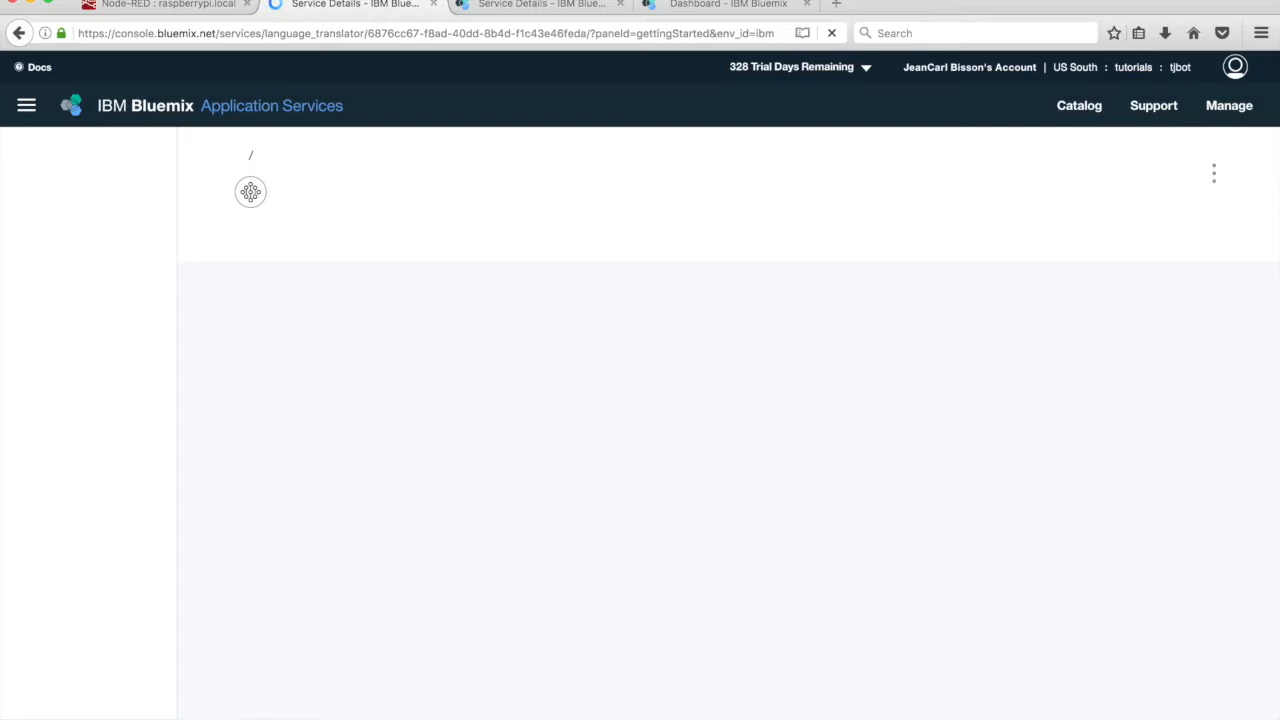 Node-RED : raspberrypi.local
Service Details - IBM Blue...
Service Details - IBM Blue...
Dashboard - IBM Bluemix
https://console.bluemix.net/services/language_translator/6876cc67-f8ad-40dd-8b4d-f1c43e46feda/?paneId=gettingStarted&env_id=ibm
Search
Docs
328 Trial Days Remaining
JeanCarl Bisson's Account | US South : tutorials : tjbot
IBM Bluemix Application Services
Catalog
Support
Manage
/